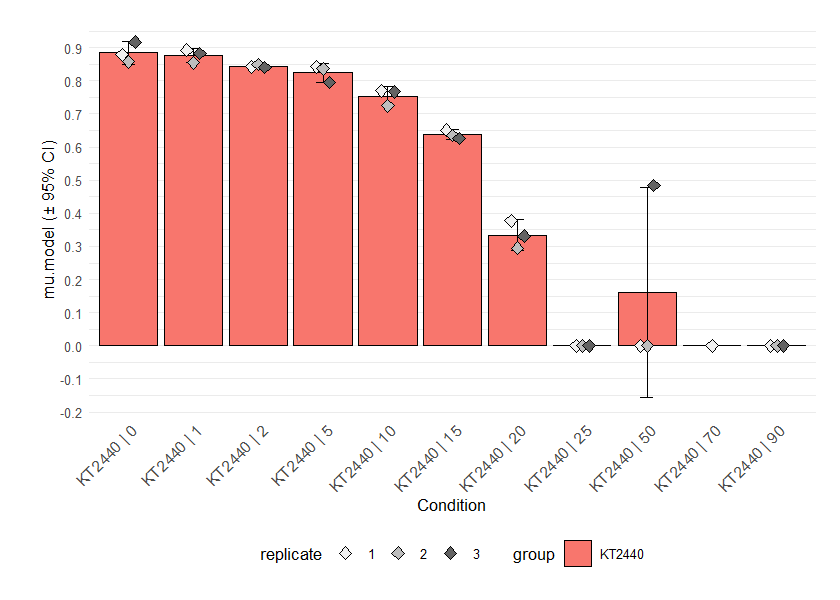 mu.model (± 95% CI)
0.9
0.8
0.7
0.6
0.5
0.4
0.3
0.2
0.1
0.0
-0.1
-0.2
KT2440 | 0
KT2440 | 1
KT2440 | 2
KT2440 | 5
KT2440 | 10
KT2440 | 15
KT2440 | 20
KT2440 | 25
KT2440 | 50
KT2440 | 70
KT2440 | 90
Condition
replicate 1 2 3 group KT2440